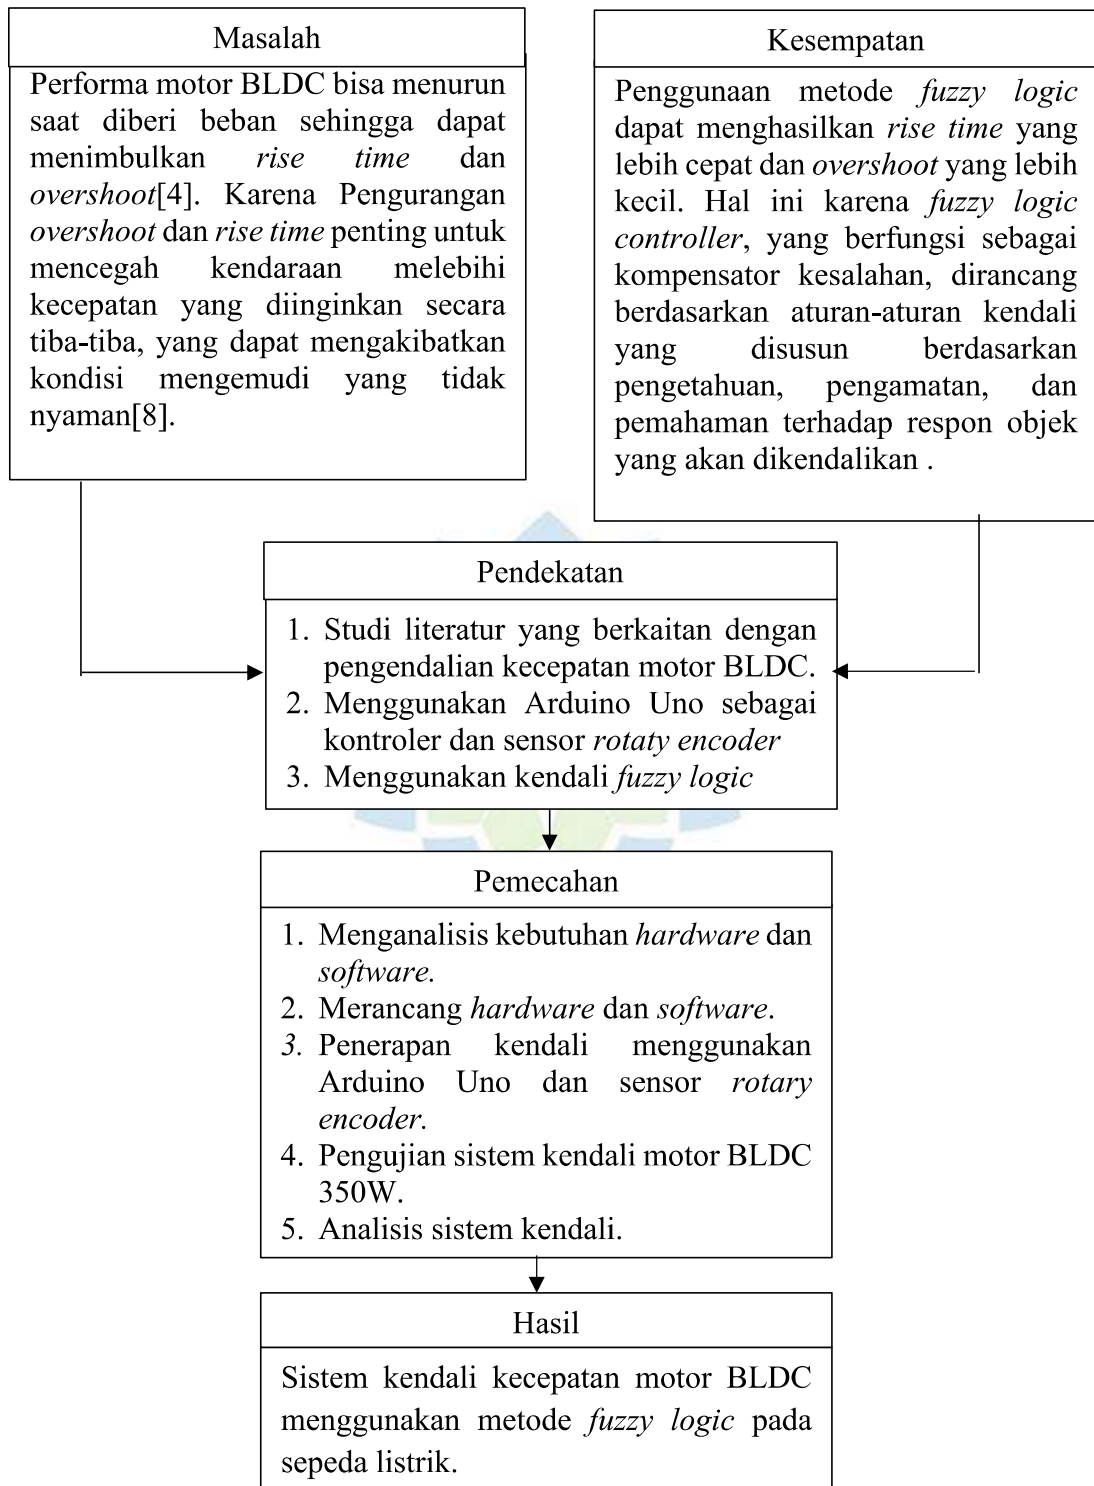 Masalah
Performa motor BLDC bisa menurun
saat diberi beban sehingga dapat
menimbulkan rise time dan
overshoot[4]. Karena Pengurangan
overshoot dan rise time penting untuk
mencegah kendaraan melebihi
kecepatan yang diinginkan secara
tiba-tiba, yang dapat mengakibatkan
kondisi mengemudi yang tidak
nyaman[8].
Kesempatan
Penggunaan metode fuzzy logic
dapat menghasilkan rise time yang
lebih cepat dan overshoot yang lebih
kecil. Hal ini karena fuzzy logic
controller, yang berfungsi sebagai
kompensator kesalahan, dirancang
berdasarkan aturan-aturan kendali
yang disusun berdasarkan
pengetahuan, pengamatan, dan
pemahaman terhadap respon objek
yang akan dikendalikan .
Pendekatan
1. Studi literatur yang berkaitan dengan
pengendalian kecepatan motor BLDC.
2. Menggunakan Arduino Uno sebagai
kontroler dan sensor rotaty encoder
3. Menggunakan kendali fuzzy logic
Pemecahan
1. Menganalisis kebutuhan hardware dan
software.
2. Merancang hardware dan software.
3. Penerapan kendali menggunakan
Arduino Uno dan sensor rotary
encoder.
4. Pengujian sistem kendali motor BLDC
350W.
5. Analisis sistem kendali.
Hasil
Sistem kendali kecepatan motor BLDC
menggunakan metode fuzzy logic pada
sepeda listrik.